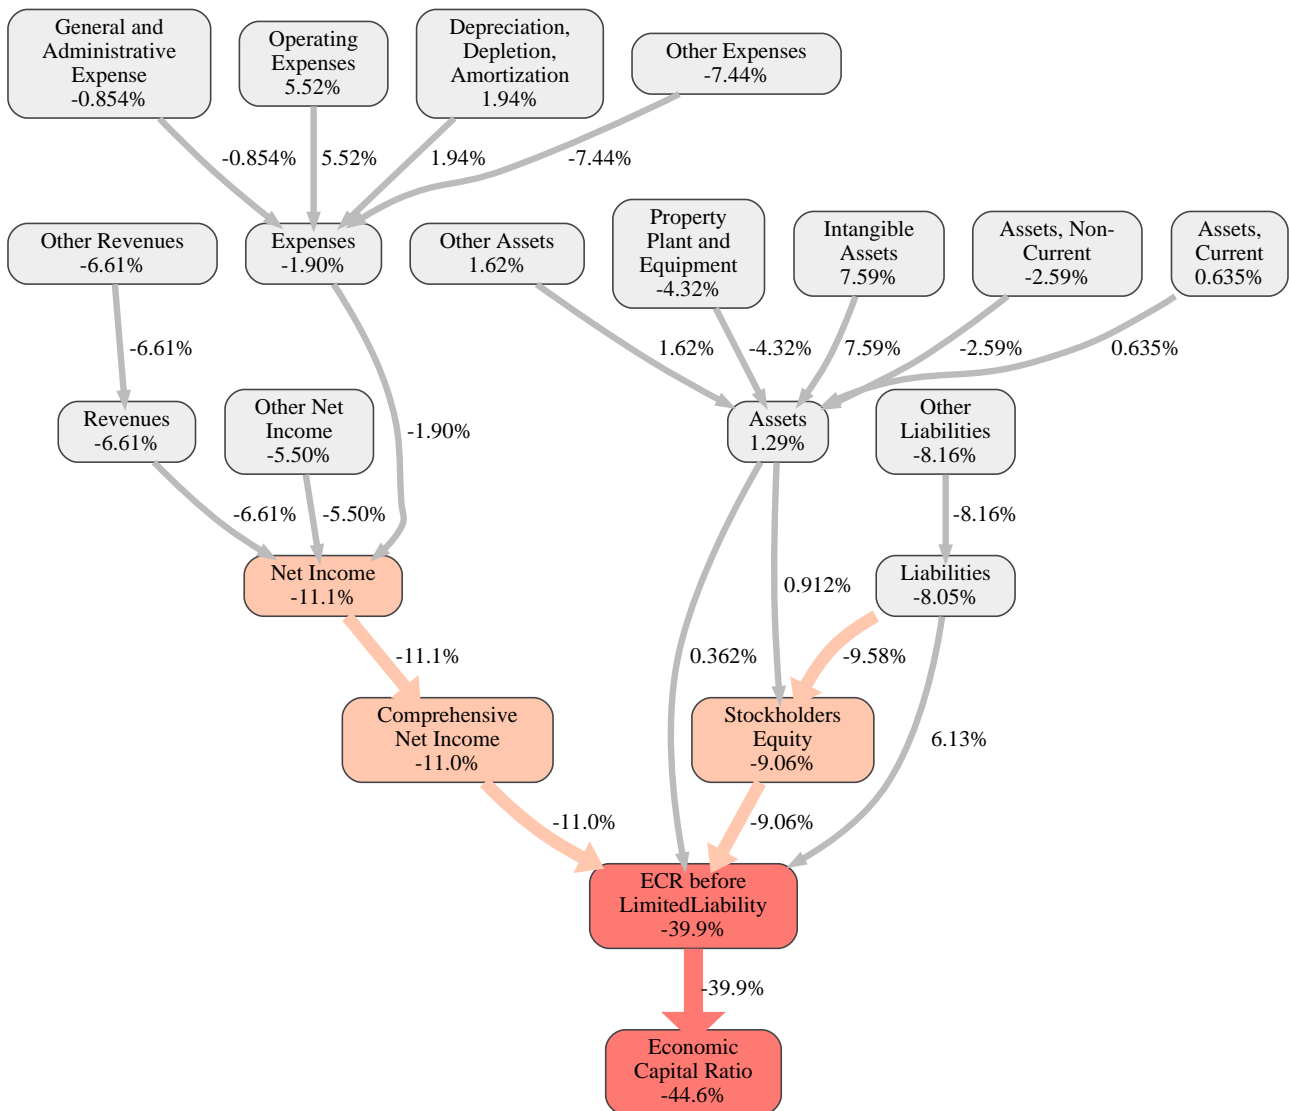 General and
Administrative
Expense
-0.854%
Operating
Expenses
5.52%
Depreciation,
Depletion,
Amortization
1.94%
Other Expenses
-7.44%
-0.854%
5.52%
1.94%
-7.44%
Other Revenues
-6.61%
Expenses
-1.90%
Other Assets
1.62%
Property
Plant and
Equipment
-4.32%
Intangible
Assets
7.59%
Assets, Non-
Current
-2.59%
Assets,
Current
0.635%
-6.61%
1.62%
-4.32%
7.59%
-2.59%
0.635%
Revenues
-6.61%
Other Net
Income
-5.50%
-1.90%
Assets
1.29%
Other
Liabilities
-8.16%
-6.61%
-5.50%
-8.16%
Net Income
-11.1%
0.912%
Liabilities
-8.05%
-11.1%
0.362%
-9.58%
Comprehensive
Net Income
-11.0%
Stockholders
Equity
-9.06%
6.13%
-11.0%
-9.06%
ECR before
LimitedLiability
-39.9%
-39.9%
Economic
Capital Ratio
-44.6%